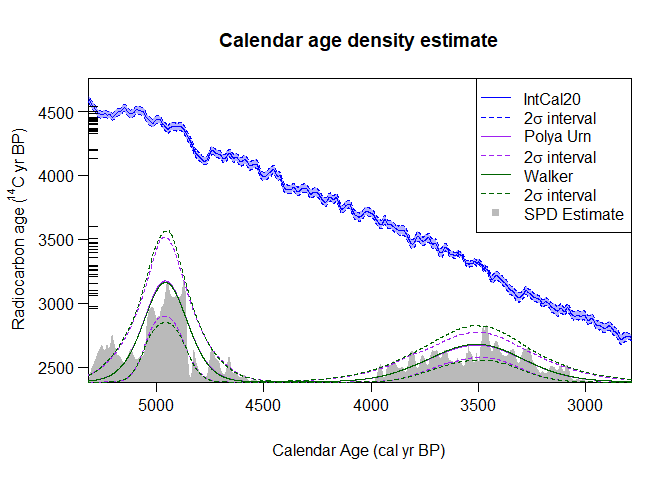 Calendar age density estimate
Radiocarbon age (¹⁴C yr BP)
4500
4000
3500
3000
2500
IntCal20
2σ interval
Polya Urn
2σ interval
Walker
2σ interval
SPD Estimate
5000 4500 4000 3500 3000
Calendar Age (cal yr BP)